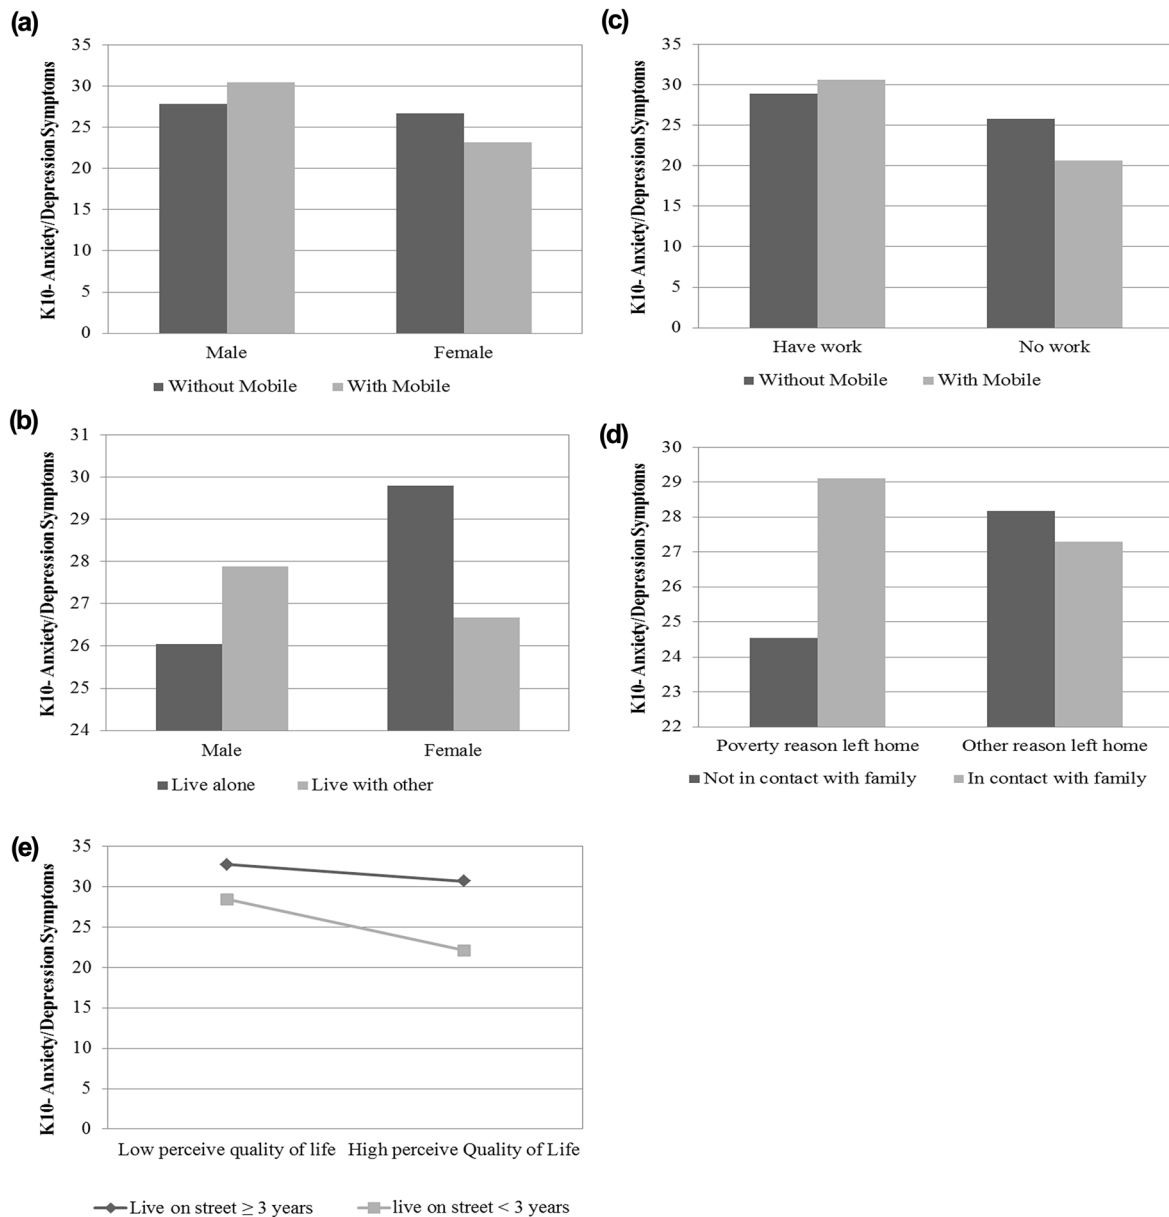 (a)
K10- Anxiety/Depression Symptoms
35
30
25
20
15
10
5
0
Male Female
Without Mobile With Mobile
(c)
K10- Anxiety/Depression Symptoms
35
30
25
20
15
10
5
0
Have work No work
Without Mobile With Mobile
(b)
K10- Anxiety/Depression Symptoms
31
30
29
28
27
26
25
24
Male Female
Live alone Live with other
(d)
K10- Anxiety/Depression Symptoms
30
29
28
27
26
25
24
23
22
Poverty reason left home Other reason left home
Not in contact with family In contact with family
(e)
K10- Anxiety/Depression Symptoms
35
30
25
20
15
10
5
0
Low perceive quality of life High perceive Quality of Life
Live on street ≥ 3 years live on street < 3 years